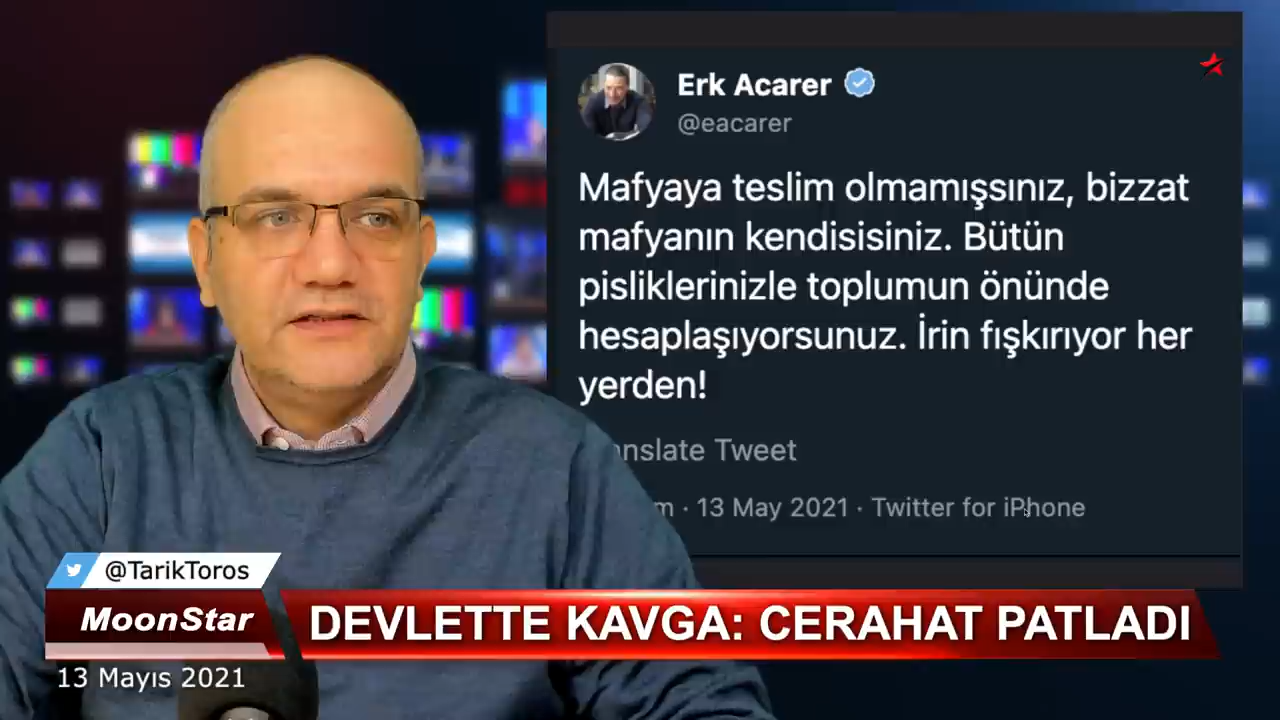 Erk Acarer
@eacarer
Mafyaya teslim olmamışsınız, bizzat
mafyanın kendisisiniz. Bütün
pisliklerinizle toplumun önünde
hesaplaşıyorsunuz. İrin fışkırıyor her
yerden!
Tweet
13 May 2021 · Twitter for iPhone
@TarikToros
MoonStar
DEVLETTE KAVGA: CERAHAT PATLADI
13 Mayıs 2021